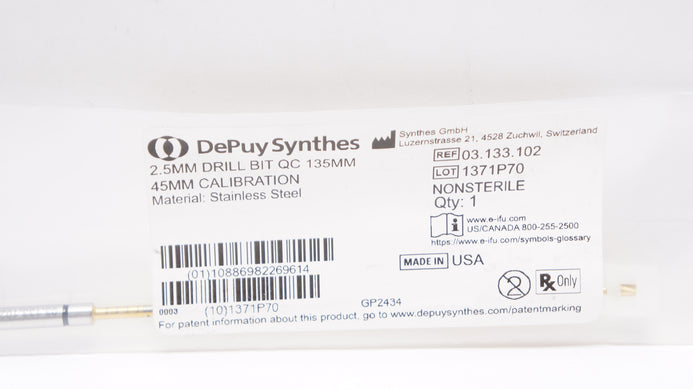 DePuy Synthes
2.5MM DRILL BIT QC 135MM
45MM CALIBRATION
Material: Stainless Steel
Synthes GmbH
Luzernstrasse 21, 4528 Zuchwil, Switzerland
REF 03.133.102
LOT 1371P70
NONSTERILE
Qty: 1
www.e-ifu.com
US/CANADA 800-255-2500
https://www.e-ifu.com/symbols-glossary
MADE IN USA
(01)10886982269614
(10)1371P70
0003
GP2434
2
Rx Only
For patent information about this product, go to www.depuysynthes.com/patentmarking